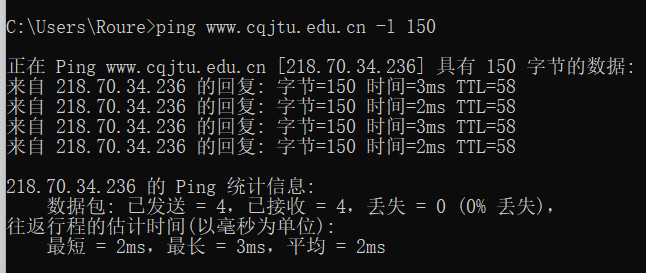 C:\Users\Roure>ping www.cqjtu.edu.cn -l 150
正在 Ping www.cqjtu.edu.cn [218.70.34.236] 具有 150 字节的数据:
来自 218.70.34.236 的回复: 字节=150 时间=3ms TTL=58
来自 218.70.34.236 的回复: 字节=150 时间=2ms TTL=58
来自 218.70.34.236 的回复: 字节=150 时间=3ms TTL=58
来自 218.70.34.236 的回复: 字节=150 时间=2ms TTL=58
218.70.34.236 的 Ping 统计信息:
数据包: 已发送 = 4，已接收 = 4，丢失 = 0 (0% 丢失)，
往返行程的估计时间(以毫秒为单位):
最短 = 2ms，最长 = 3ms，平均 = 2ms